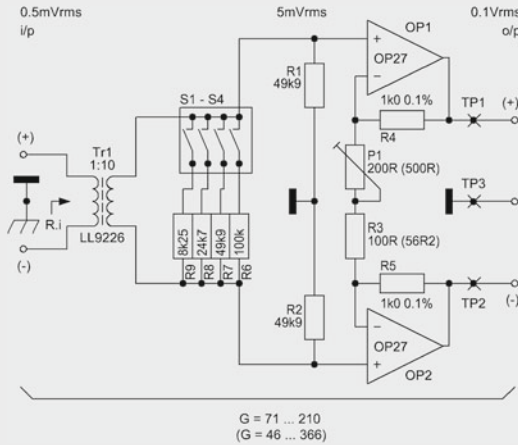 0.5mVrms
5mVrms
0.1Vrms
i/p
o/p
OP1
OP27
R1
49k9
S1 - S4
1k0 0.1%
R4
TP1
(+)
(+)
Tr1
1:10
P1
200R (500R)
TP3
R.i
LL9226
R3
100R (56R2)
8k25
24k7
49k9
100k
R9
R8
R7
R6
(-)
R5
1k0 0.1%
TP2
(-)
R2
49k9
OP27
OP2
G = 71 ... 210
(G = 46 ... 366)
+
−
−
+